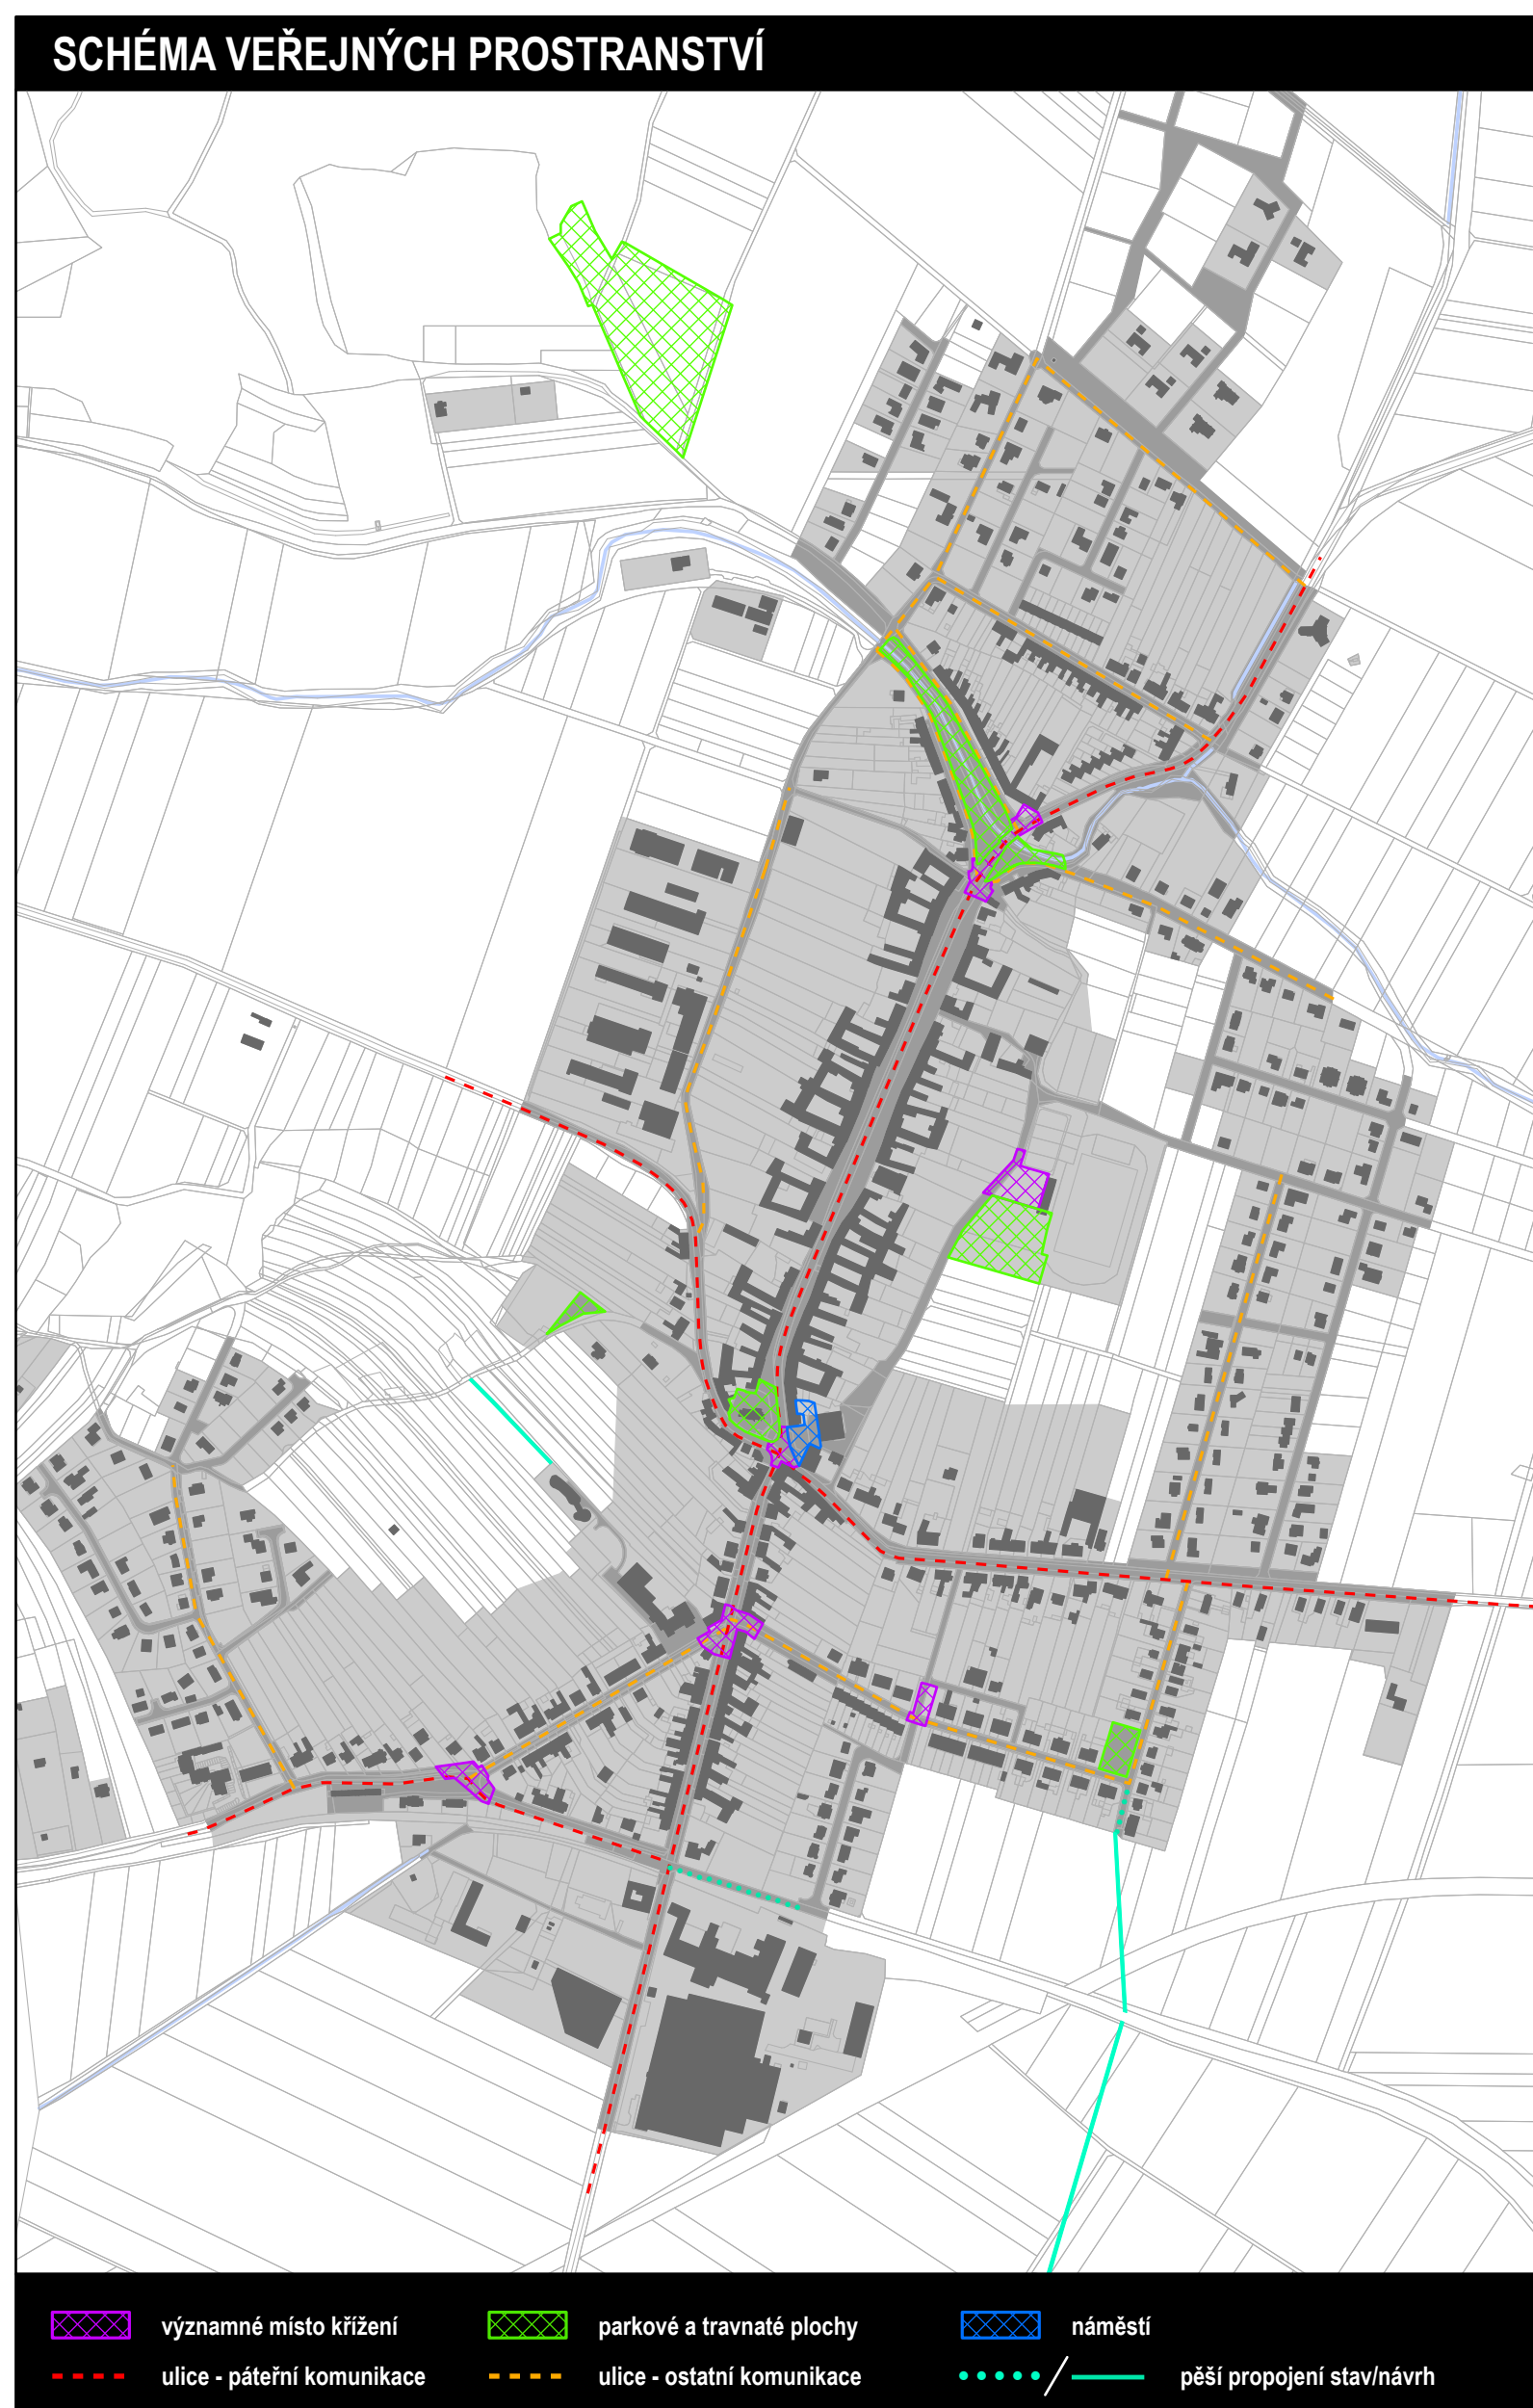 SCHÉMA VEŘEJNÝCH PROSTRANSTVÍ
významné místo křížení
parkové a travnaté plochy
náměstí
ulice - páteřní komunikace
ulice - ostatní komunikace
pěší propojení stav/návrh